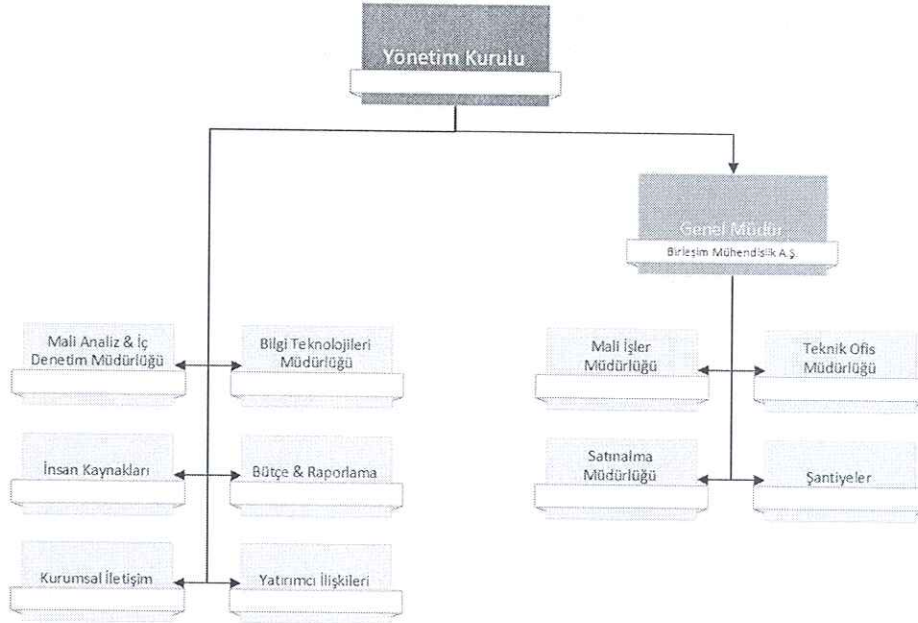 Yönetim Kurulu
Genel Müdür
Birleşim Mühendislik A.Ş.
Mali Analiz & İç
Denetim Müdürlüğü
Bilgi Teknolojileri
Müdürlüğü
Mali İşler
Müdürlüğü
Teknik Ofis
Müdürlüğü
İnsan Kaynakları
Bütçe & Raporlama
Satınalma
Müdürlüğü
Şantiyeler
Kurumsal İletişim
Yatırımcı İlişkileri